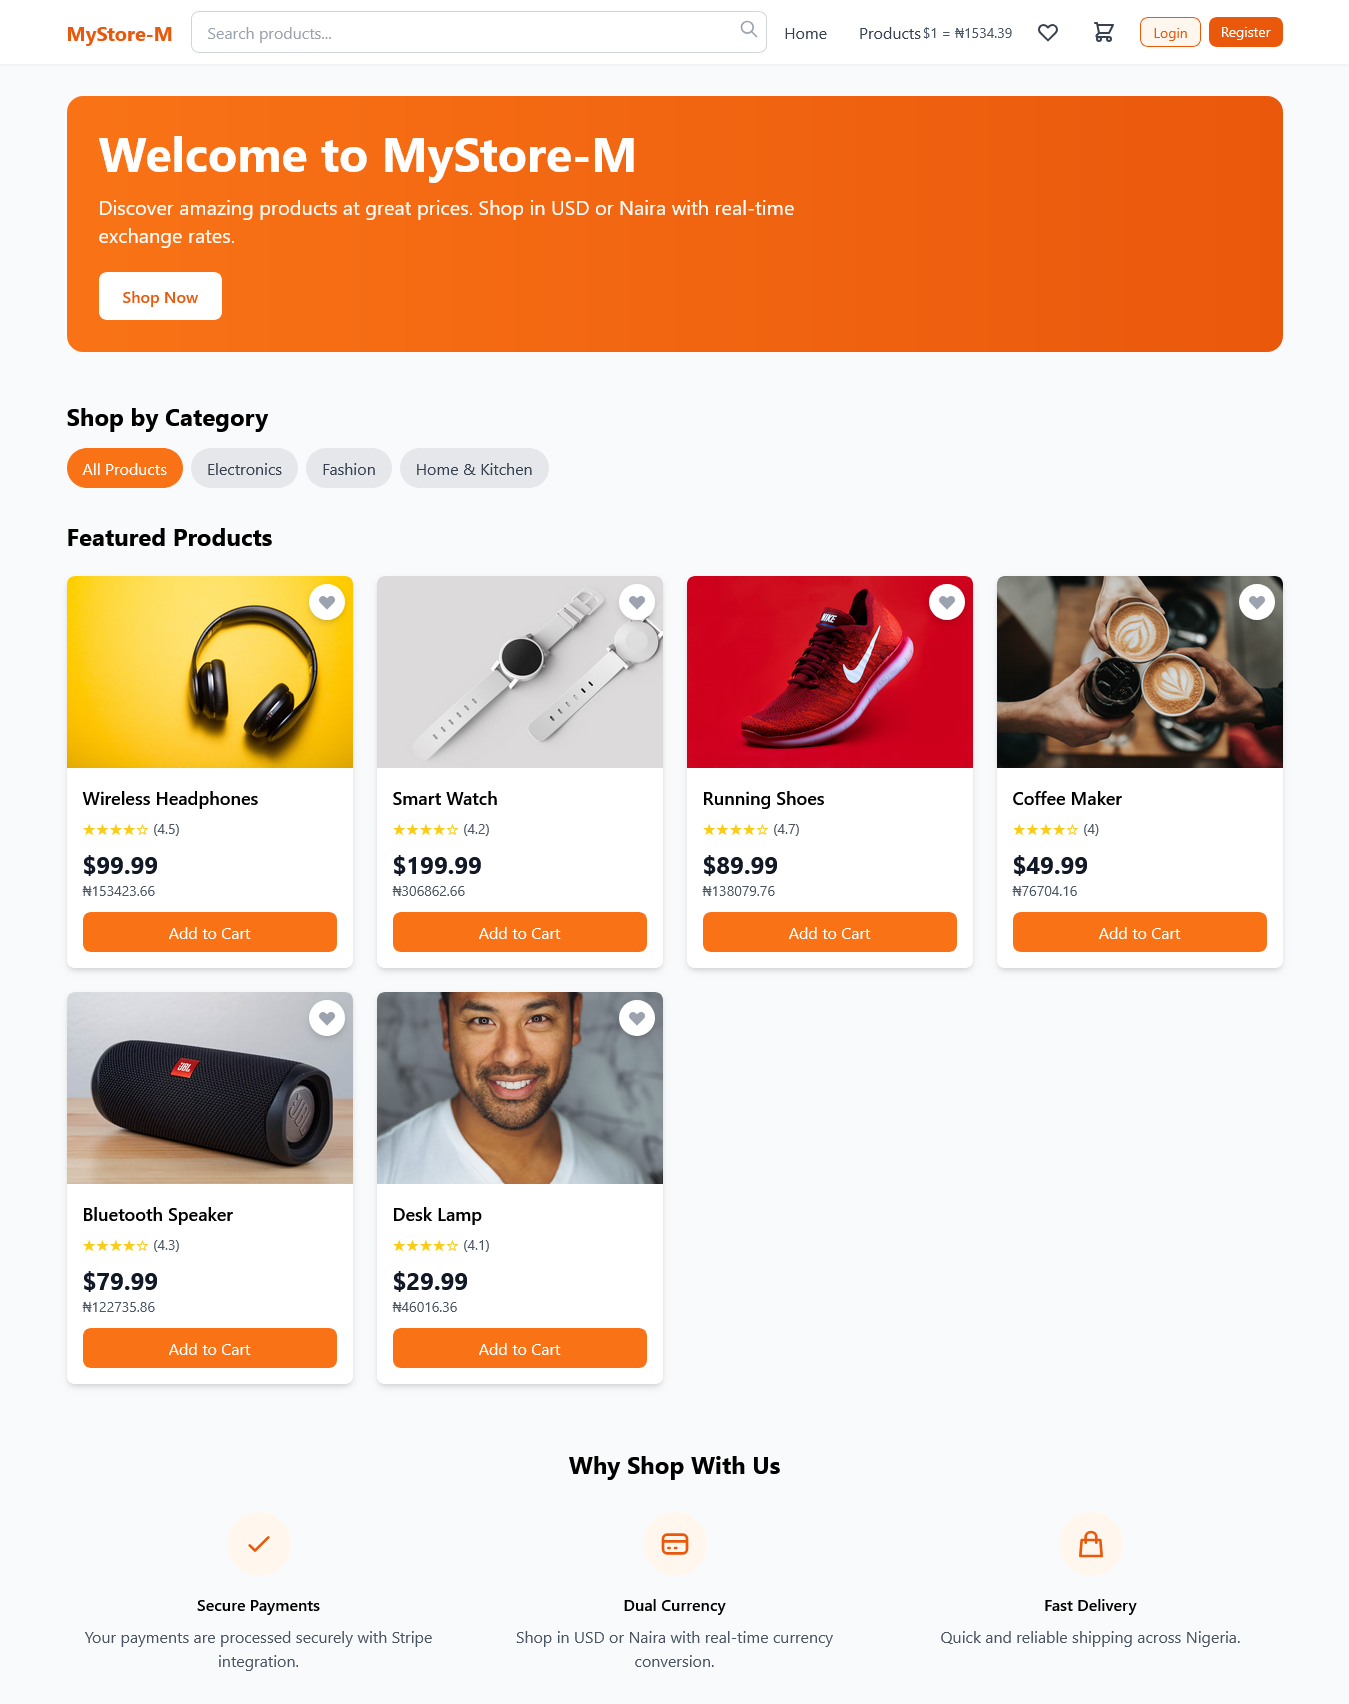 MyStore-M
Search products...
Home
Products
$1 = ₦1534.39
Login
Register
Welcome to MyStore-M
Discover amazing products at great prices. Shop in USD or Naira with real-time
exchange rates.
Shop Now
Shop by Category
All Products
Electronics
Fashion
Home & Kitchen
Featured Products
NIKE
Wireless Headphones
★★★★☆ (4.5)
$99.99
₦153423.66
Add to Cart
Smart Watch
★★★★☆ (4.2)
$199.99
₦306862.66
Add to Cart
Running Shoes
★★★★☆ (4.7)
$89.99
₦138079.76
Add to Cart
Coffee Maker
★★★★☆ (4)
$49.99
₦76704.16
Add to Cart
JBL
JBL
Bluetooth Speaker
★★★★☆ (4.3)
$79.99
₦122735.86
Add to Cart
Desk Lamp
★★★★☆ (4.1)
$29.99
₦46016.36
Add to Cart
Why Shop With Us
Secure Payments
Your payments are processed securely with Stripe
integration.
Dual Currency
Shop in USD or Naira with real-time currency
conversion.
Fast Delivery
Quick and reliable shipping across Nigeria.